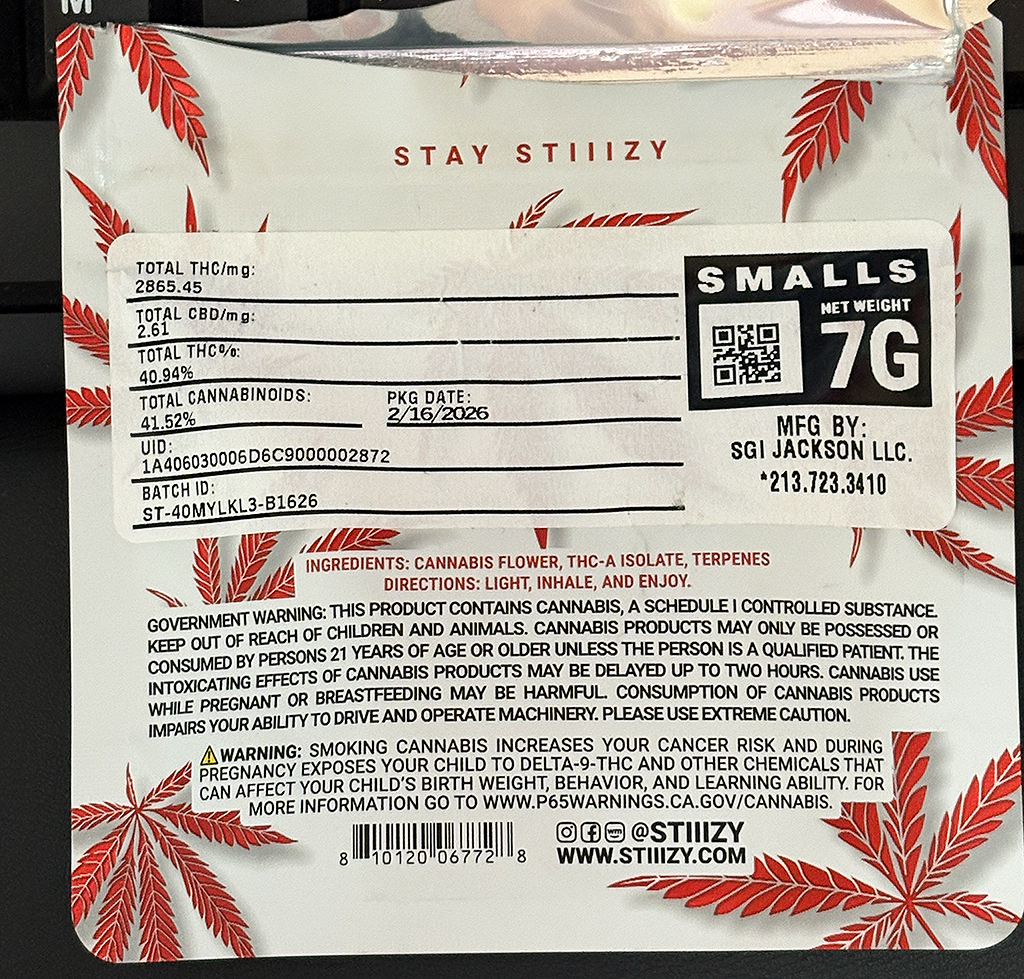 M
STAY STIIIZY
TOTAL THC/mg:
2865.45
TOTAL CBD/mg:
2.61
TOTAL THC%:
40.94%
TOTAL CANNABINOIDS:
41.52%
PKG DATE:
2/16/2026
UID:
1A406030006D6C9000002872
BATCH ID:
ST-40MYLKL3-B1626
SMALLS
NET WEIGHT
7G
MFG BY:
SGI JACKSON LLC.
*213.723.3410
INGREDIENTS: CANNABIS FLOWER, THC-A ISOLATE, TERPENES
DIRECTIONS: LIGHT, INHALE, AND ENJOY.
GOVERNMENT WARNING: THIS PRODUCT CONTAINS CANNABIS, A SCHEDULE I CONTROLLED SUBSTANCE.
KEEP OUT OF REACH OF CHILDREN AND ANIMALS. CANNABIS PRODUCTS MAY ONLY BE POSSESSED OR
CONSUMED BY PERSONS 21 YEARS OF AGE OR OLDER UNLESS THE PERSON IS A QUALIFIED PATIENT. THE
INTOXICATING EFFECTS OF CANNABIS PRODUCTS MAY BE DELAYED UP TO TWO HOURS. CANNABIS USE
WHILE PREGNANT OR BREASTFEEDING MAY BE HARMFUL. CONSUMPTION OF CANNABIS PRODUCTS
IMPAIRS YOUR ABILITY TO DRIVE AND OPERATE MACHINERY. PLEASE USE EXTREME CAUTION.
WARNING: SMOKING CANNABIS INCREASES YOUR CANCER RISK AND DURING
PREGNANCY EXPOSES YOUR CHILD TO DELTA-9-THC AND OTHER CHEMICALS THAT
CAN AFFECT YOUR CHILD'S BIRTH WEIGHT, BEHAVIOR, AND LEARNING ABILITY. FOR
MORE INFORMATION GO TO WWW.P65WARNINGS.CA.GOV/CANNABIS.
8 10120 06772 8
@STIIIZY
WWW.STIIIZY.COM